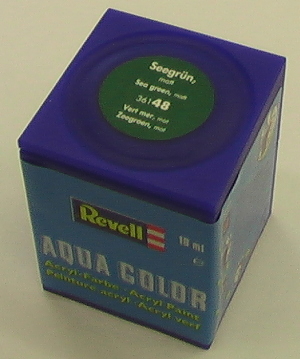 Seegrün,
matt
Sea green, matt
36148
Vert mer, mat
Zeegroen, mat
Revell
18 ml
AQUA COLOR
Acryl-Farbe · Acryl Paint
Peinture acryl · Acryl verf